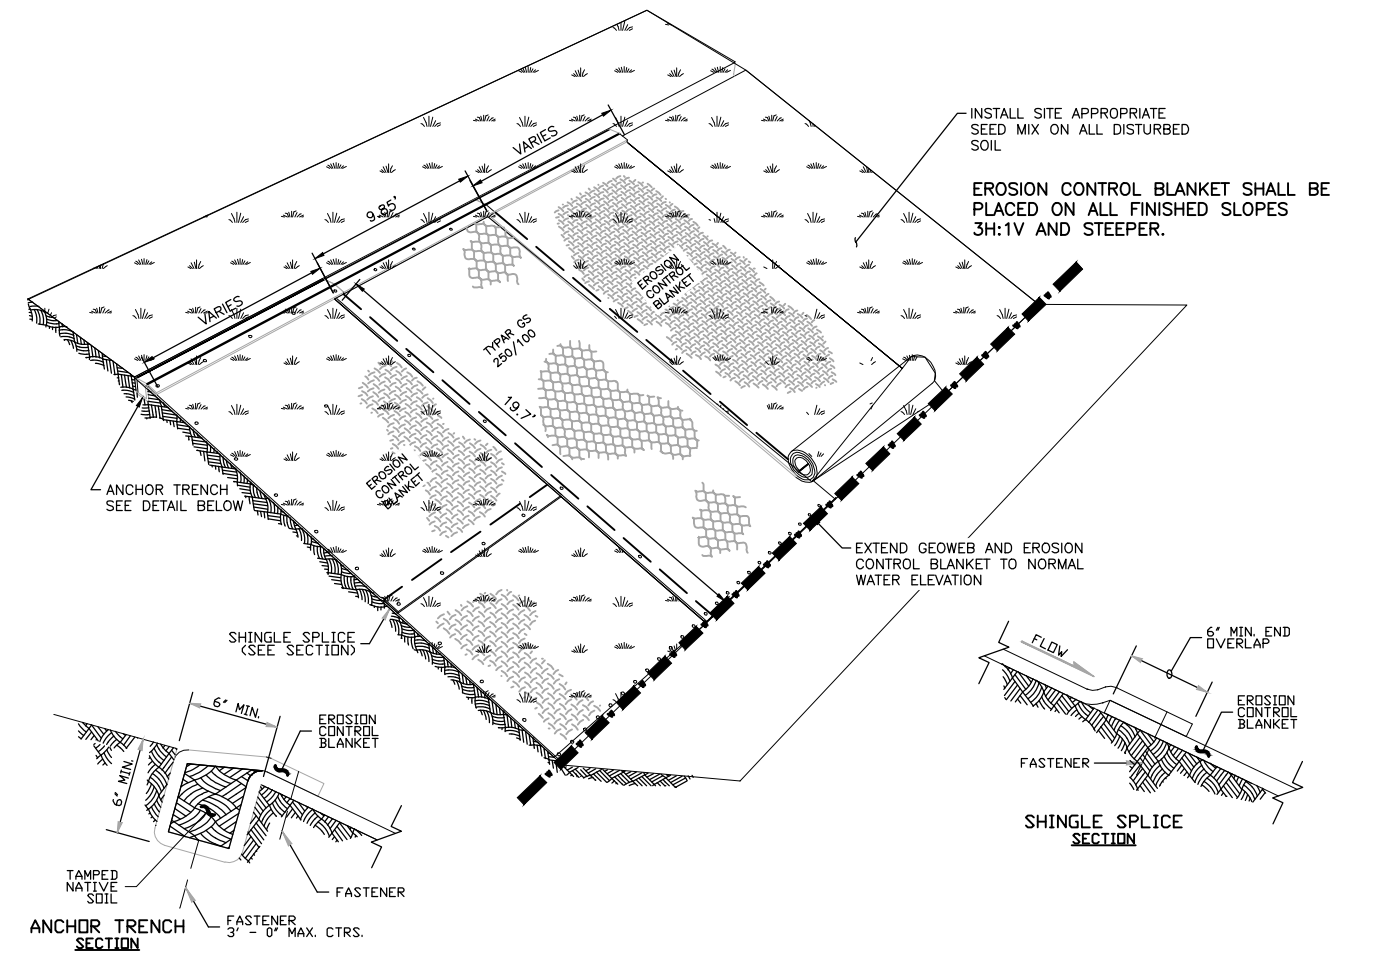 INSTALL SITE APPROPRIATE
SEED MIX ON ALL DISTURBED
SOIL
EROSION CONTROL BLANKET SHALL BE
PLACED ON ALL FINISHED SLOPES
3H:1V AND STEEPER.
VARIES
9.85'
VARIES
EROSION
CONTROL
BLANKET
TYPAR GS
250/100
19.7'
EROSION
CONTROL
BLANKET
ANCHOR TRENCH
SEE DETAIL BELOW
EXTEND GEOWEB AND EROSION
CONTROL BLANKET TO NORMAL
WATER ELEVATION
SHINGLE SPLICE
(SEE SECTION)
6" MIN.
EROSION
CONTROL
BLANKET
6" MIN.
TAMPED
NATIVE
SOIL
FASTENER
FASTENER
3' - 0" MAX. CTRS.
ANCHOR TRENCH
SECTION
FLOW
6" MIN. END
OVERLAP
EROSION
CONTROL
BLANKET
FASTENER
SHINGLE SPLICE
SECTION